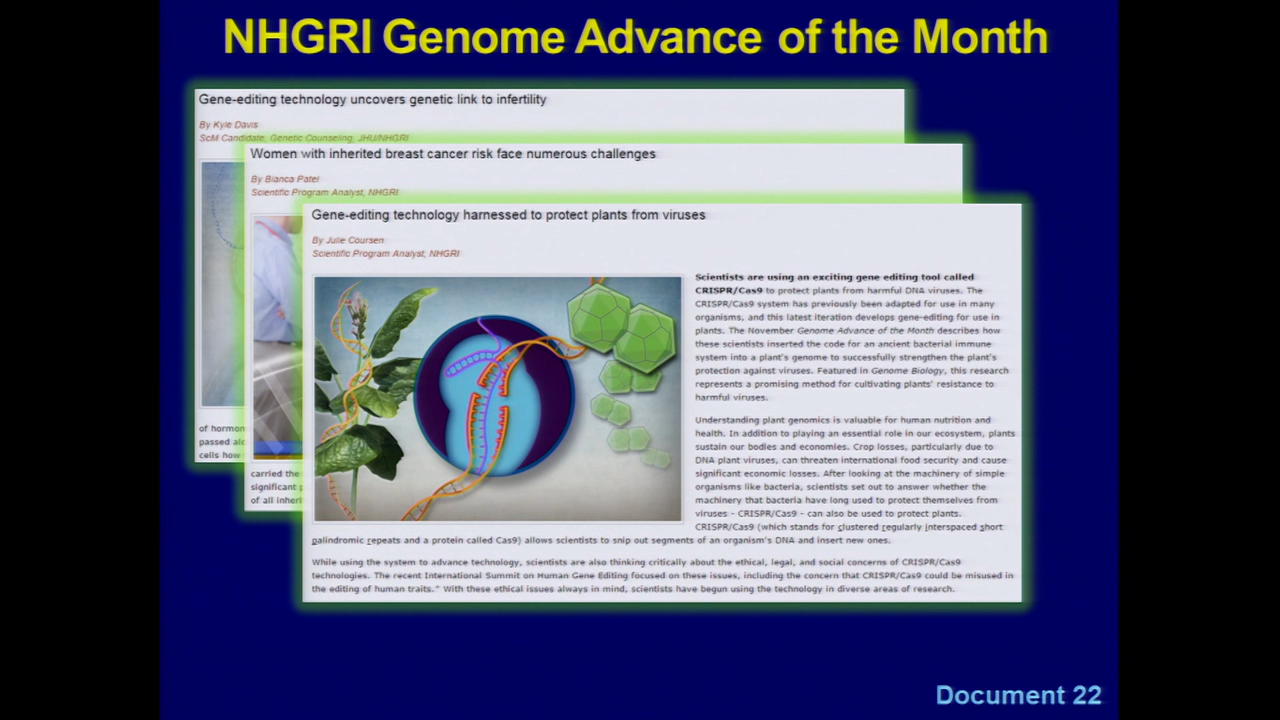 NHGRI Genome Advance of the Month
Gene-editing technology uncovers genetic link to infertility
By Kyle Davis
ScM Candidate, Genetic Counseling, JHU/NHGRI
Women with inherited breast cancer risk face numerous challenges
By Bianca Patel
Scientific Program Analyst, NHGRI
Gene-editing technology harnessed to protect plants from viruses
By Julie Coursen
Scientific Program Analyst, NHGRI
Scientists are using an exciting gene editing tool called
CRISPR/Cas9 to protect plants from harmful DNA viruses. The
CRISPR/Cas9 system has previously been adapted for use in many
organisms, and this latest iteration develops gene-editing for use in
plants. The November Genome Advance of the Month describes how
these scientists inserted the code for an ancient bacterial immune
system into a plant's genome to successfully strengthen the plant's
protection against viruses. Featured in Genome Biology, this research
represents a promising method for cultivating plants' resistance to
harmful viruses.
Understanding plant genomics is valuable for human nutrition and
health. In addition to playing an essential role in our ecosystem, plants
sustain our bodies and economies. Crop losses, particularly due to
DNA plant viruses, can threaten international food security and cause
significant economic losses. After looking at the machinery of simple
organisms like bacteria, scientists set out to answer whether the
machinery that bacteria have long used to protect themselves from
viruses - CRISPR/Cas9 - can also be used to protect plants.
CRISPR/Cas9 (which stands for clustered regularly interspaced short
palindromic repeats and a protein called Cas9) allows scientists to snip out segments of an organism's DNA and insert new ones.
While using the system to advance technology, scientists are also thinking critically about the ethical, legal, and social concerns of CRISPR/Cas9
technologies. The recent International Summit on Human Gene Editing focused on these issues, including the concern that CRISPR/Cas9 could be misused in
the editing of human traits." With these ethical issues always in mind, scientists have begun using the technology in diverse areas of research.
of hormon
passed alo
cells how
carried the
significant p
of all inheri
Document 22